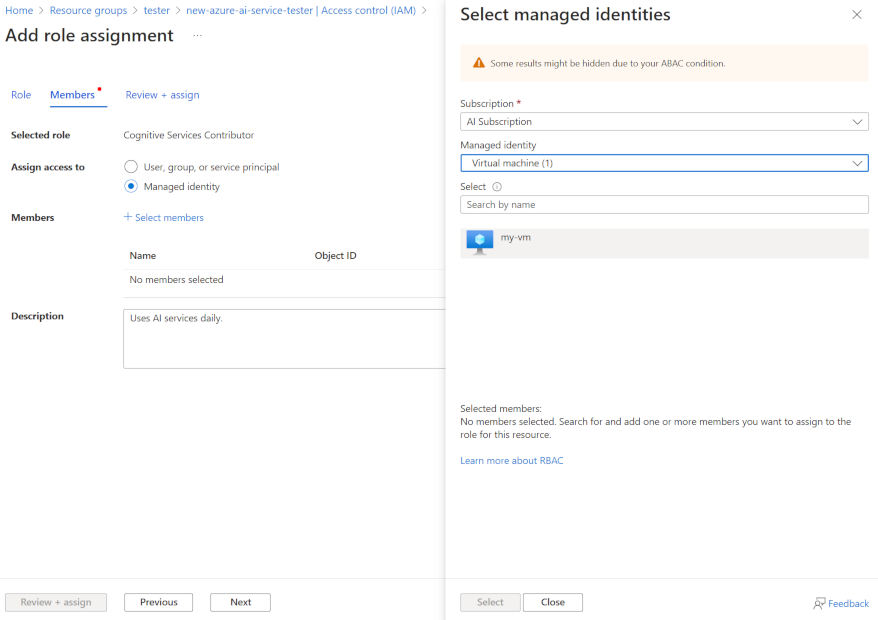 Home > Resource groups > tester > new-azure-ai-service-tester | Access control (IAM) >
Add role assignment ...
Role Members Review + assign
Selected role Cognitive Services Contributor
Assign access to User, group, or service principal
Managed identity
Members + Select members
Name Object ID
No members selected
Description Uses AI services daily.
Review + assign Previous Next
Select managed identities
Some results might be hidden due to your ABAC condition.
Subscription *
AI Subscription
Managed identity
Virtual machine (1)
Select
Search by name
my-vm
Selected members:
No members selected. Search for and add one or more members you want to assign to the
role for this resource.
Learn more about RBAC
Select Close Feedback